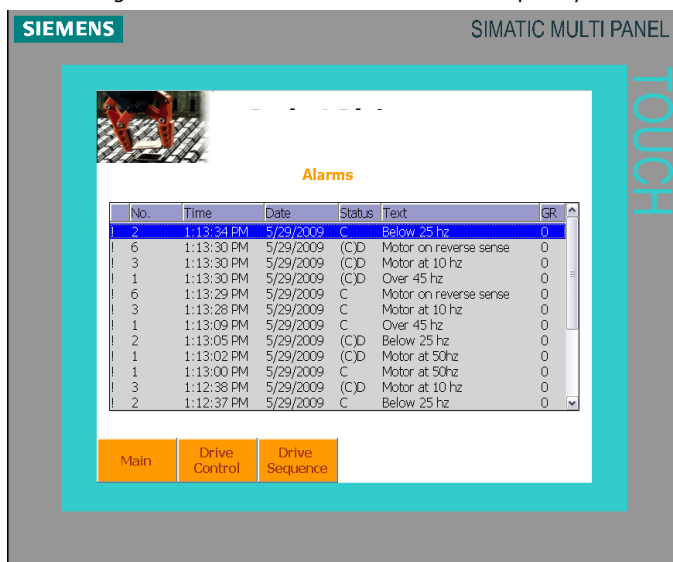 SIEMENS
SIMATIC MULTI PANEL
TOUCH
Alarms
No. Time Date Status Text GR
! 2 1:13:34 PM 5/29/2009 C Below 25 hz 0
! 6 1:13:30 PM 5/29/2009 (C)D Motor on reverse sense 0
! 3 1:13:30 PM 5/29/2009 (C)D Motor at 10 hz 0
! 1 1:13:30 PM 5/29/2009 (C)D Over 45 hz 0
! 6 1:13:29 PM 5/29/2009 C Motor on reverse sense 0
! 3 1:13:28 PM 5/29/2009 C Motor at 10 hz 0
! 1 1:13:09 PM 5/29/2009 C Over 45 hz 0
! 2 1:13:05 PM 5/29/2009 (C)D Below 25 hz 0
! 1 1:13:02 PM 5/29/2009 (C)D Motor at 50hz 0
! 1 1:13:00 PM 5/29/2009 C Motor at 50hz 0
! 3 1:12:38 PM 5/29/2009 (C)D Motor at 10 hz 0
! 2 1:12:37 PM 5/29/2009 C Below 25 hz 0
Main
Drive Control
Drive Sequence